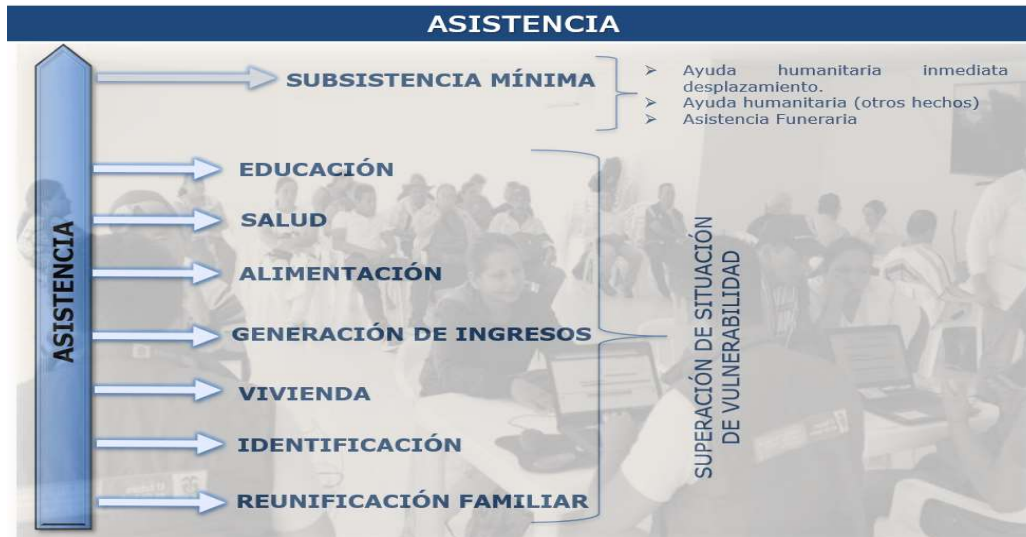 ASISTENCIA
ASISTENCIA
SUBSISTENCIA MÍNIMA
➢ Ayuda humanitaria inmediata
desplazamiento.
➢ Ayuda humanitaria (otros hechos)
➢ Asistencia Funeraria
EDUCACIÓN
SALUD
ALIMENTACIÓN
GENERACIÓN DE INGRESOS
VIVIENDA
IDENTIFICACIÓN
REUNIFICACIÓN FAMILIAR
SUPERACIÓN DE SITUACIÓN
DE VULNERABILIDAD